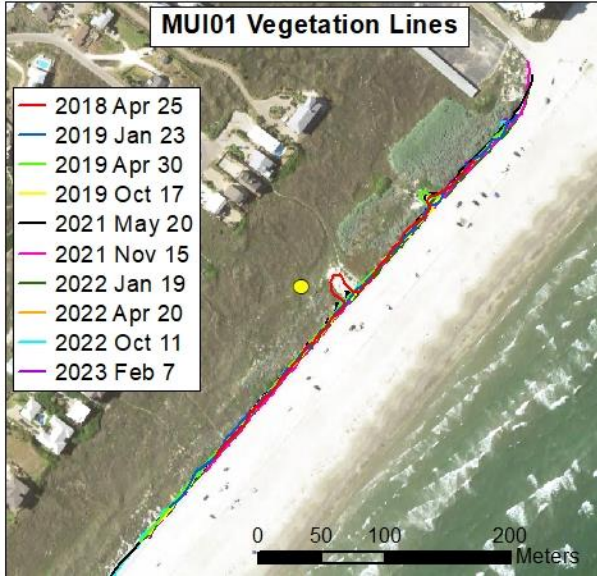 MUI01 Vegetation Lines
2018 Apr 25
2019 Jan 23
2019 Apr 30
2019 Oct 17
2021 May 20
2021 Nov 15
2022 Jan 19
2022 Apr 20
2022 Oct 11
2023 Feb 7
0 50 100 200
Meters